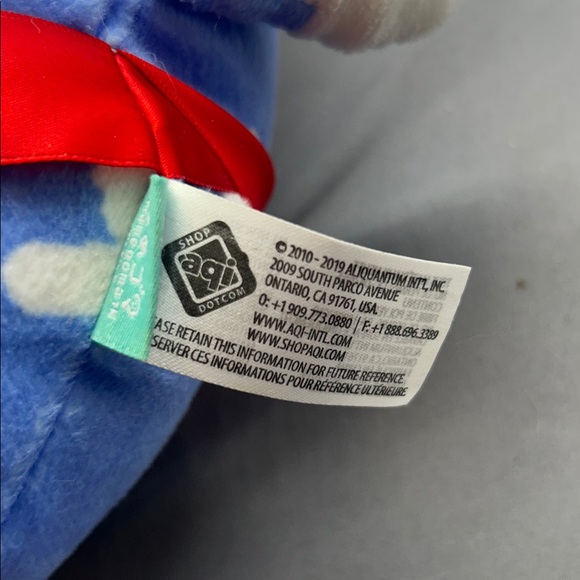 SHOP
aqi
DOTCOM
© 2010 - 2019 ALIQUANTUM INT'L, INC.
2009 SOUTH PARCO AVENUE
ONTARIO, CA 91761, USA.
O: +1 909.773.0880 | F: +1 888.696.3389
WWW.AQI-INTL.COM
WWW.SHOPAQI.COM
ASE RETAIN THIS INFORMATION FOR FUTURE REFERENCE.
SERVER CES INFORMATIONS POUR RÉFÉRENCE ULTÉRIEURE.